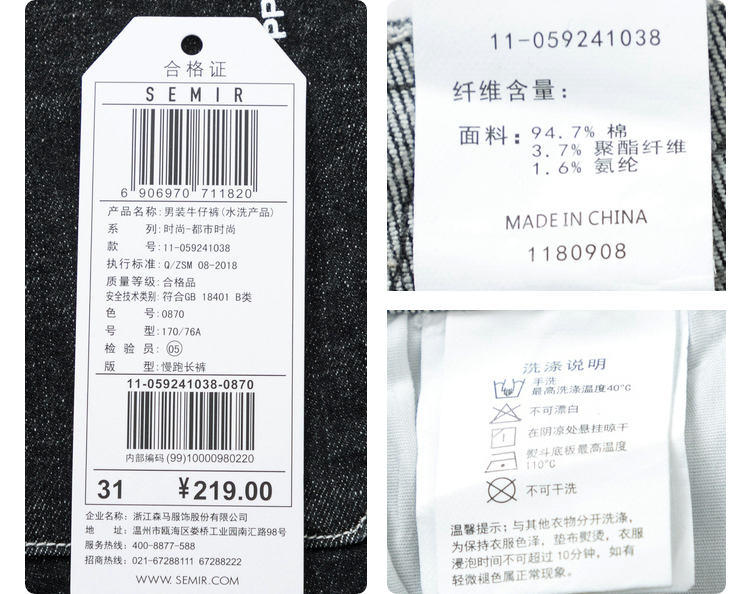 合格证
SEMIR
6 906970 711820
产品名称:男装牛仔裤(水洗产品)
系 列:时尚-都市时尚
款 号:11-059241038
执行标准:Q/ZSM 08-2018
质量等级:合格品
安全技术类别:符合GB 18401 B类
色 号:0870
号 型:170/76A
检 验 员:05
版 型:慢跑长裤
11-059241038-0870
内部编码(99)10000980220
31 ¥219.00
企业名称:浙江森马服饰股份有限公司
地 址:温州市瓯海区娄桥工业园南汇路98号
服务热线:400-8877-588
招商热线:021-67288111 67288222
WWW.SEMIR.COM
11-059241038
纤维含量:
面料:94.7% 棉
3.7% 聚酯纤维
1.6% 氨纶
MADE IN CHINA
1180908
洗涤说明
手洗
最高洗涤温度40°C
不可漂白
在阴凉处悬挂晾干
熨斗底板最高温度
110°C
不可干洗
温馨提示:与其他衣物分开洗涤,
为保持衣服色泽,垫布熨烫,衣服
浸泡时间不可超过10分钟,如有
轻微褪色属正常现象。